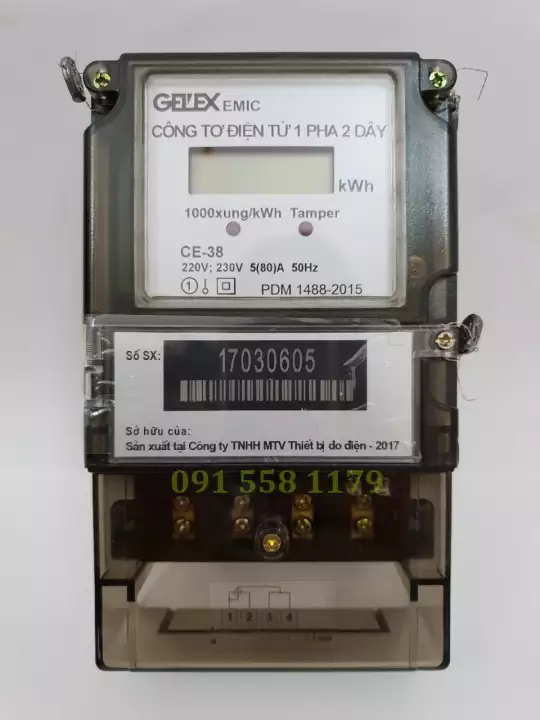 GELEX EMIC
CÔNG TƠ ĐIỆN TỬ 1 PHA 2 DÂY
kWh
1000xung/kWh Tamper
CE-38
220V; 230V 5(80)A 50Hz
1
PDM 1488-2015
Số SX: 17030605
Sở hữu của:
Sản xuất tại Công ty TNHH MTV Thiết bị đo điện - 2017
091 558 1179
1 2 3 4